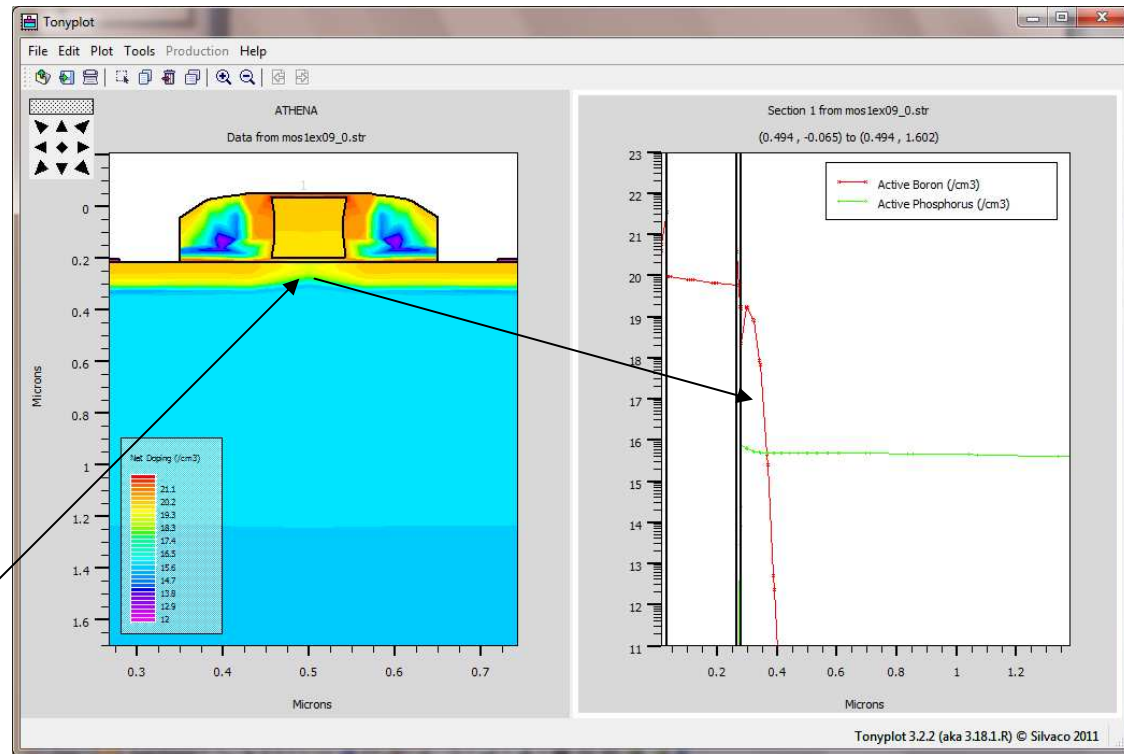 Tonyplot
File Edit Plot Tools Production Help
ATHENA
Data from mos1ex09_0.str
1
0
0.2
0.4
0.6
0.8
1
1.2
1.4
1.6
Microns
Net Doping (/cm3)
21.1
20.2
19.3
18.3
17.4
16.5
15.6
14.7
13.8
12.9
12
0.3 0.4 0.5 0.6 0.7
Microns
Section 1 from mos1ex09_0.str
(0.494 , -0.065) to (0.494 , 1.602)
Active Boron (/cm3)
Active Phosphorus (/cm3)
23
22
21
20
19
18
17
16
15
14
13
12
11
0.2 0.4 0.6 0.8 1 1.2
Microns
Tonyplot 3.2.2 (aka 3.18.1.R) © Silvaco 2011